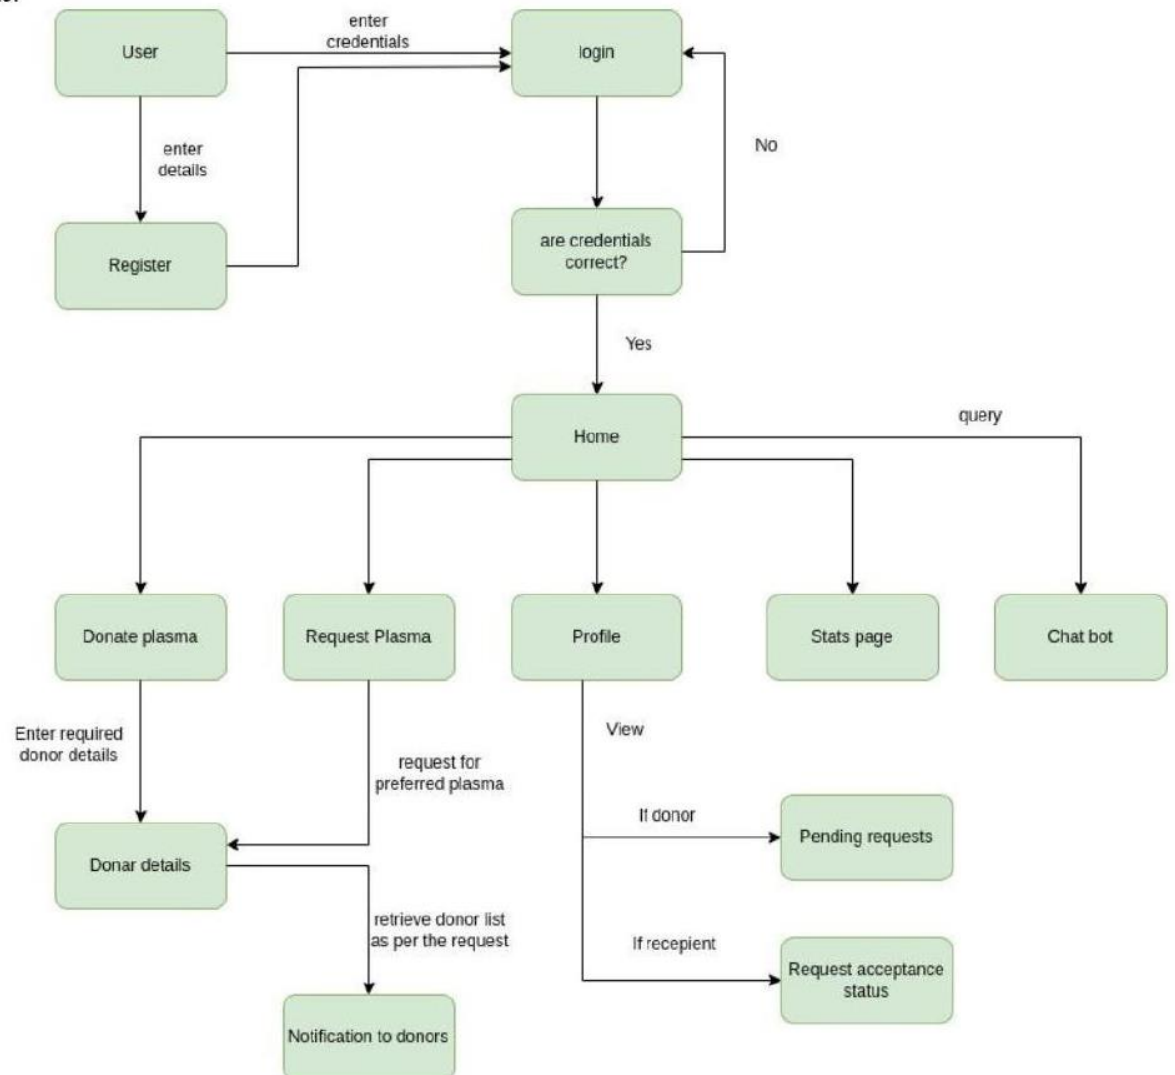 User
enter
credentials
login
enter
details
No
Register
are credentials
correct?
Yes
Home
query
Donate plasma
Request Plasma
Profile
Stats page
Chat bot
Enter required
donor details
View
request for
preferred plasma
If donor
Pending requests
Donar details
retrieve donor list
as per the request
If recepient
Request acceptance
status
Notification to donors